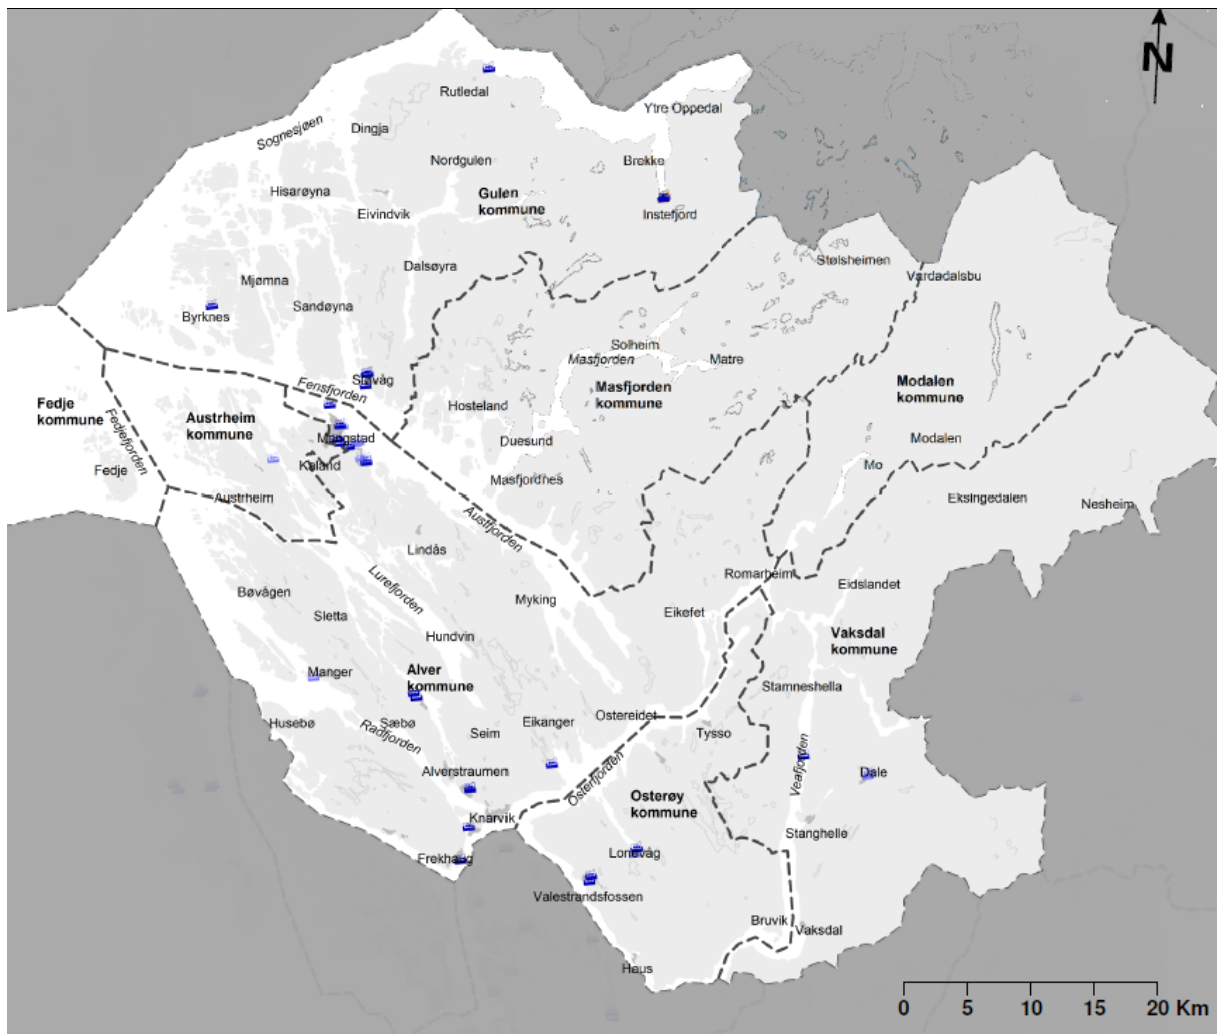 N
Rutledal
Ytre Oppedal
Sognesjøen
Dingja
Nordgulen
Brekke
Hisarøyna
Gulen
kommune
Eivindvik
Instefjord
Stølsheimen
Dalsøyra
Vardadalsbu
Mjømna
Sandøyna
Byrknes
Solheim
Masfjorden
Matre
Støvåg
Masfjorden
kommune
Modalen
kommune
Fensfjorden
Fedje
kommune
Fedjefjorden
Austrheim
kommune
Hosteland
Mongstad
Duesund
Modalen
Fedje
Kaland
Mo
Masfjordnes
Austrheim
Eksingedalen
Nesheim
Austfjorden
Lindås
Romarheim
Lurefjorden
Eidslandet
Bøvågen
Myking
Sletta
Eikefet
Hundvin
Vaksdal
kommune
Manger
Alver
kommune
Stamneshella
Husebø
Sæbø
Radfjorden
Seim
Eikanger
Ostereidet
Tysso
Veafjorden
Alverstraumen
Osterfjorden
Dale
Osterøy
kommune
Knarvik
Stanghelle
Frekhaug
Lonevåg
Valestrandsfossen
Bruvik
Vaksdal
Haus
0 5 10 15 20 Km